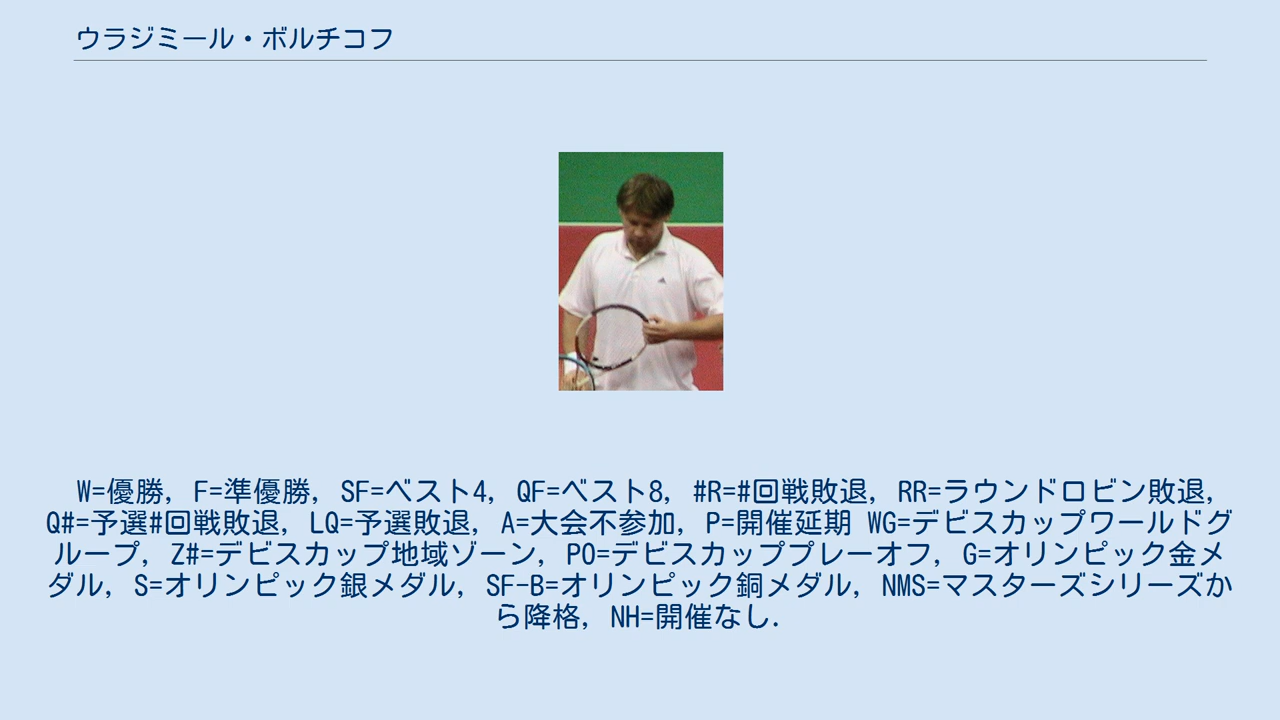 ウラジミール・ボルチコフ
W=優勝, F=準優勝, SF=ベスト4, QF=ベスト8, #R=#回戦敗退, RR=ラウンドロビン敗退,
Q#=予選#回戦敗退, LQ=予選敗退, A=大会不参加, P=開催延期 WG=デビスカップワールドグ
ループ, Z#=デビスカップ地域ゾーン, PO=デビスカッププレーオフ, G=オリンピック金メ
ダル, S=オリンピック銀メダル, SF-B=オリンピック銅メダル, NMS=マスターズシリーズか
ら降格, NH=開催なし.